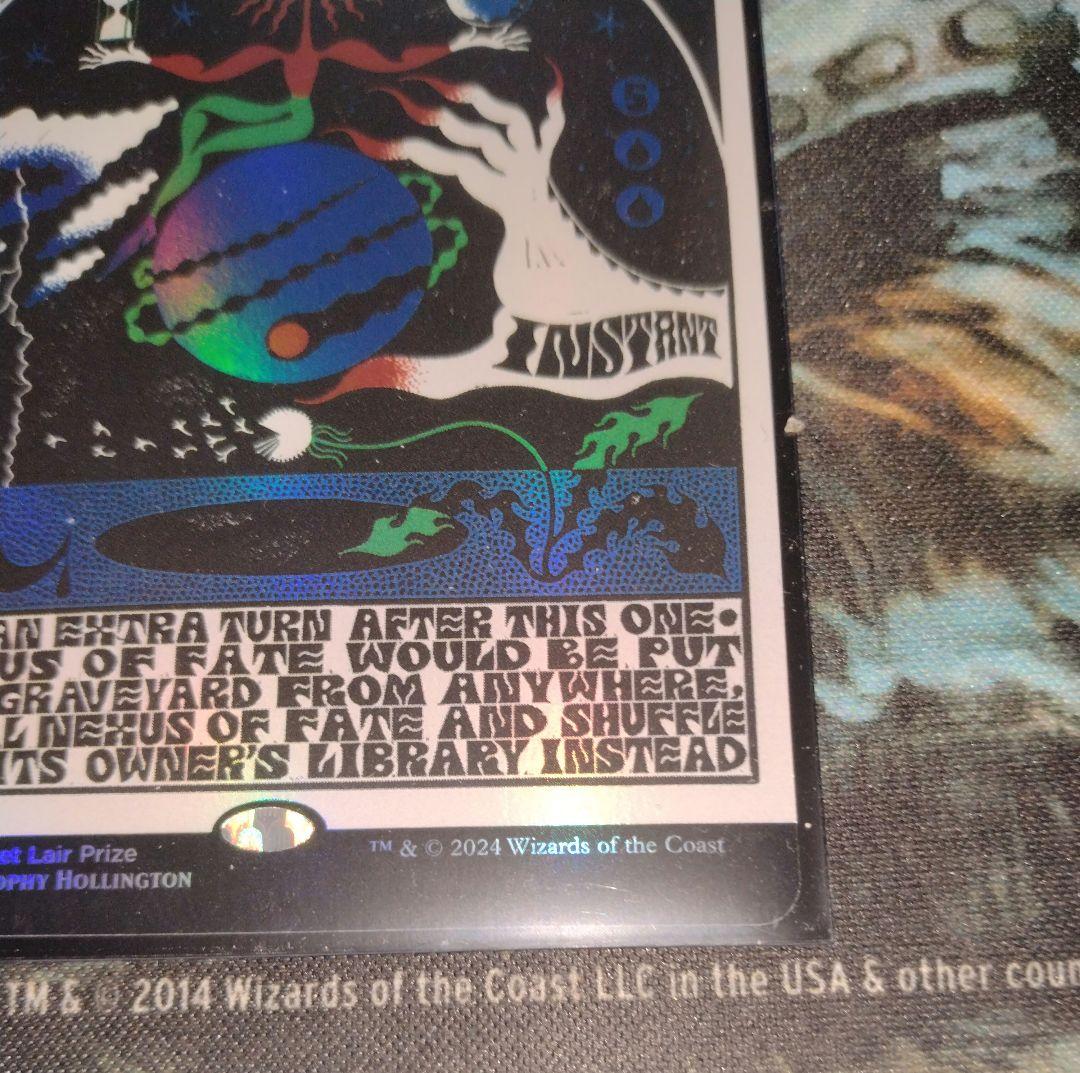 5
INSTANT
AN EXTRA TURN AFTER THIS ONE•
US OF FATE WOULD BE PUT
GRAVEYARD FROM ANYWHERE,
L NEXUS OF FATE AND SHUFFLE
ITS OWNER'S LIBRARY INSTEAD
et Lair Prize
TM & © 2024 Wizards of the Coast
OPHY HOLLINGTON
TM & © 2014 Wizards of the Coast LLC in the USA & other coun